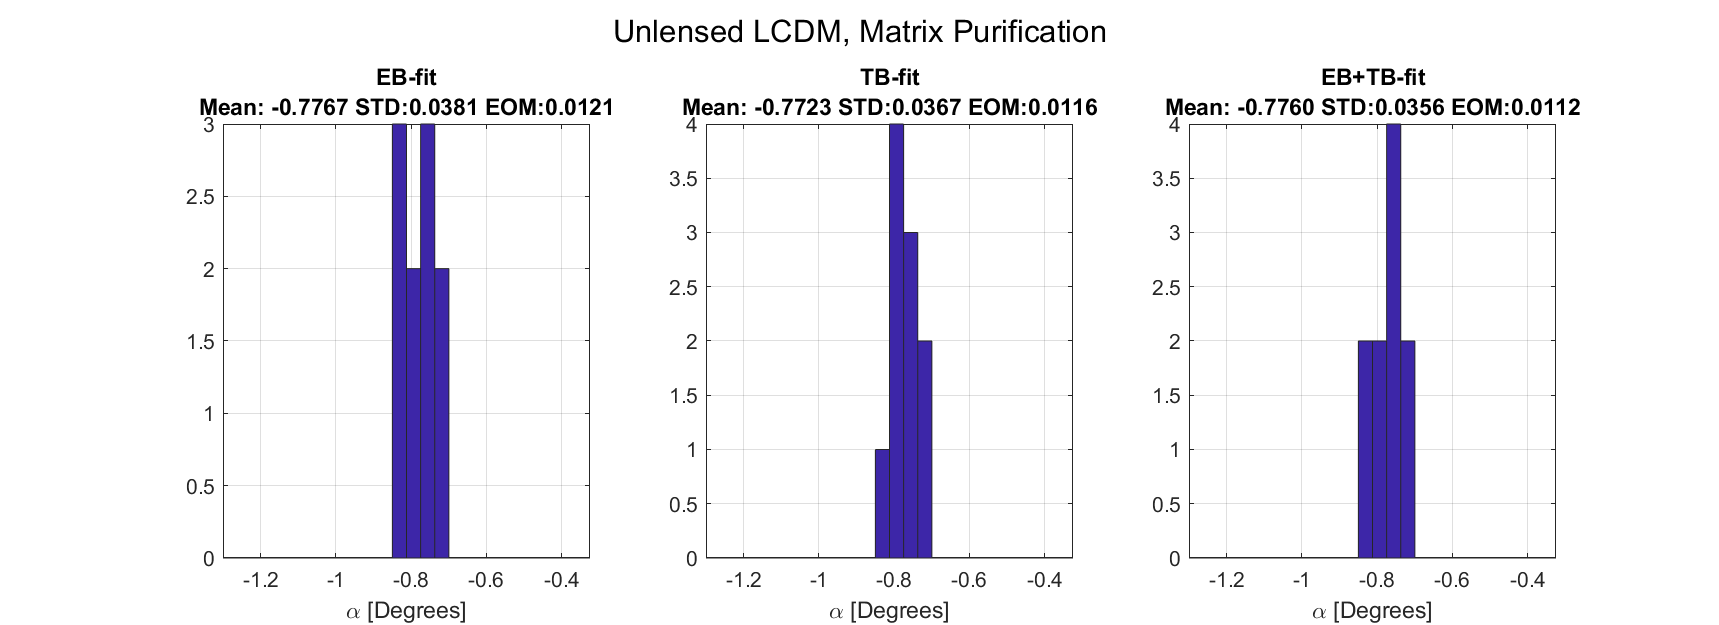 Unlensed LCDM, Matrix Purification
EB-fit
Mean: -0.7767 STD:0.0381 EOM:0.0121
3
2.5
2
1.5
1
0.5
0
-1.2 -1 -0.8 -0.6 -0.4
α [Degrees]
TB-fit
Mean: -0.7723 STD:0.0367 EOM:0.0116
4
3.5
3
2.5
2
1.5
1
0.5
0
-1.2 -1 -0.8 -0.6 -0.4
α [Degrees]
EB+TB-fit
Mean: -0.7760 STD:0.0356 EOM:0.0112
4
3.5
3
2.5
2
1.5
1
0.5
0
-1.2 -1 -0.8 -0.6 -0.4
α [Degrees]